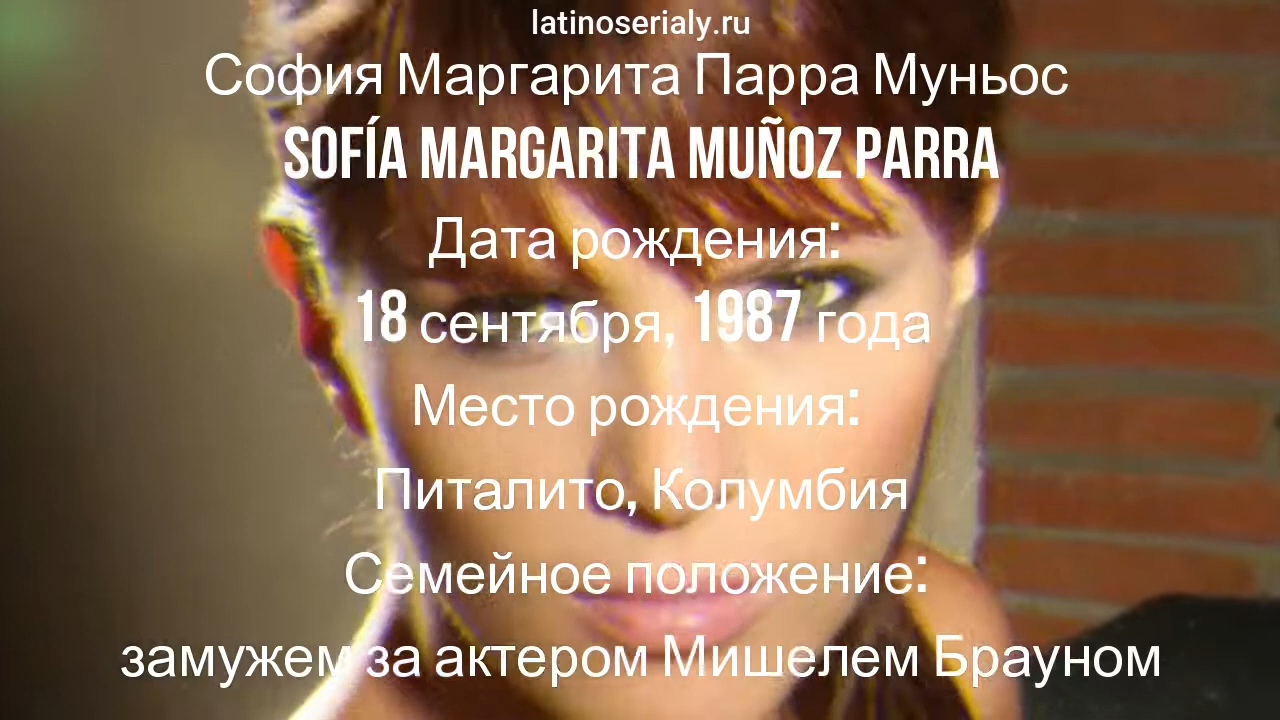 latinoserialy.ru
София Маргарита Парра Муньос
SOFÍA MARGARITA MUÑOZ PARRA
Дата рождения:
18 сентября, 1987 года
Место рождения:
Питалито, Колумбия
Семейное положение:
замужем за актером Мишелем Брауном